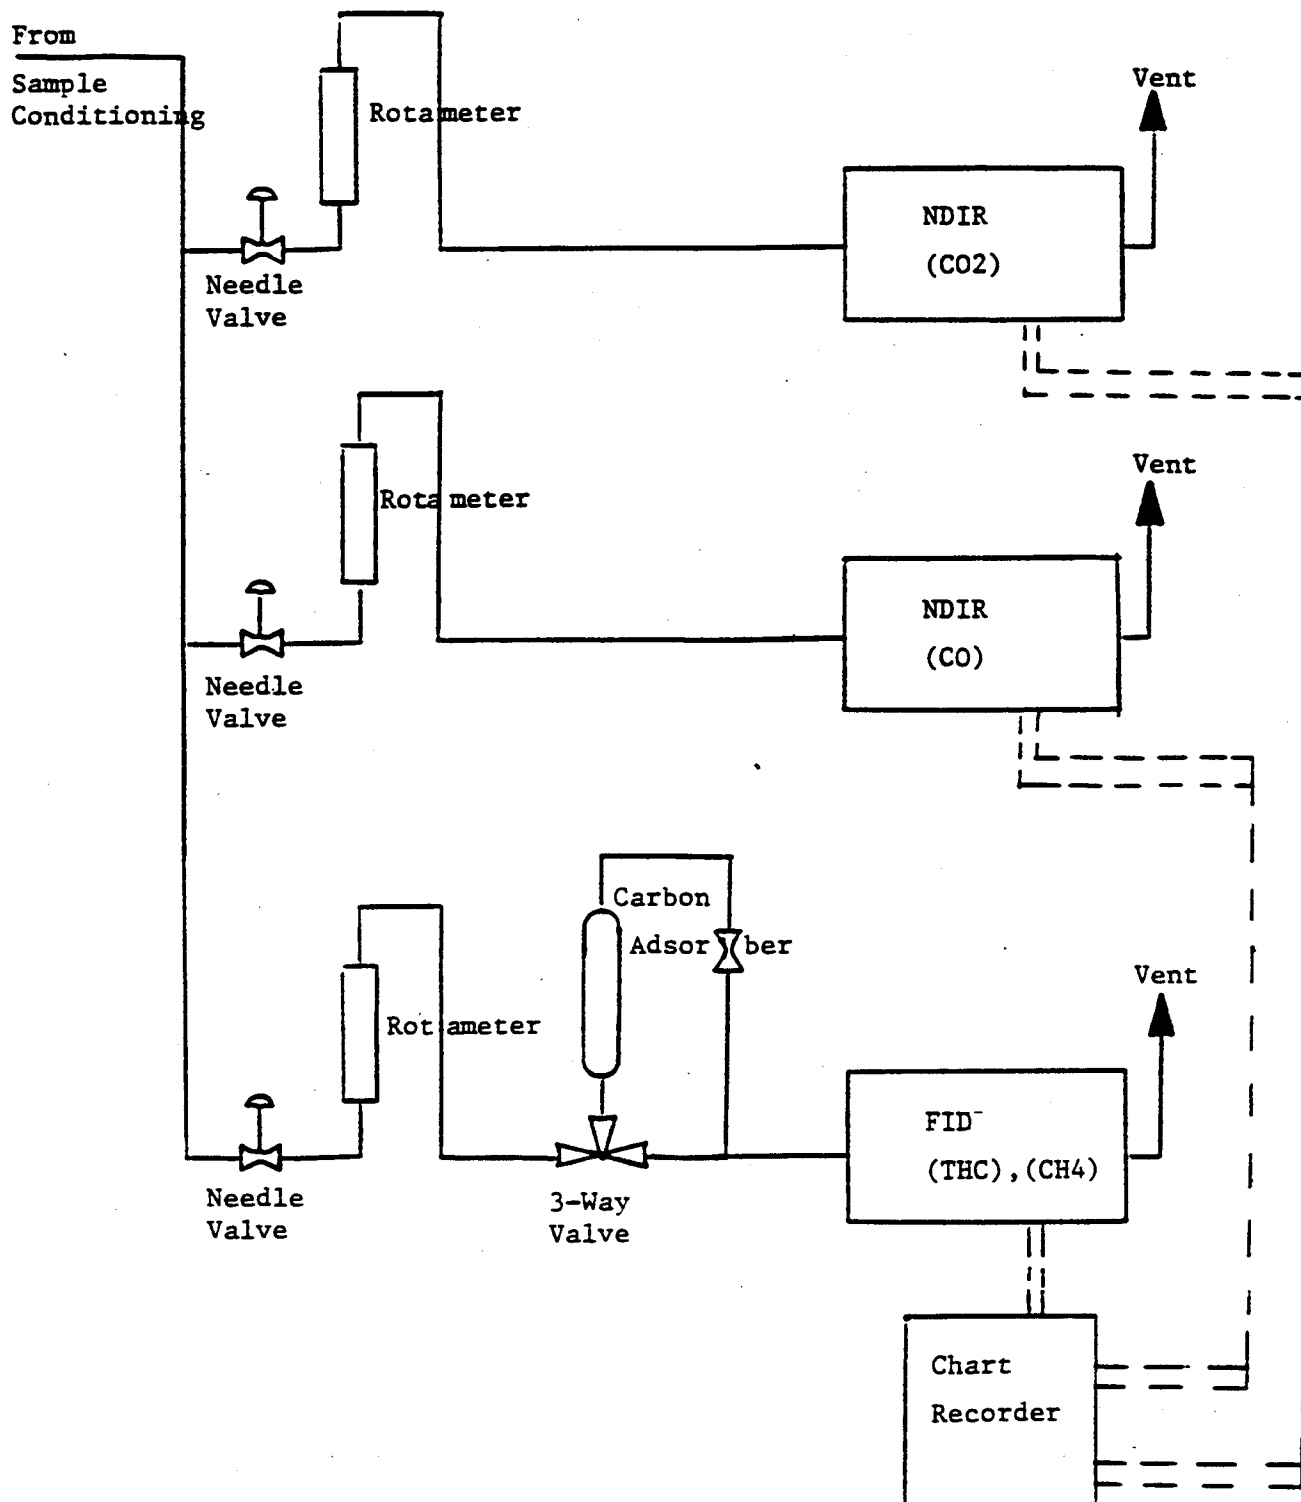 From
Sample
Conditioning
Rotameter
Vent
NDIR
(CO2)
Needle
Valve
Rotameter
Vent
NDIR
(CO)
Needle
Valve
Carbon
Adsorber
Rotameter
Vent
FID
(THC),(CH4)
Needle
Valve
3-Way
Valve
Chart
Recorder